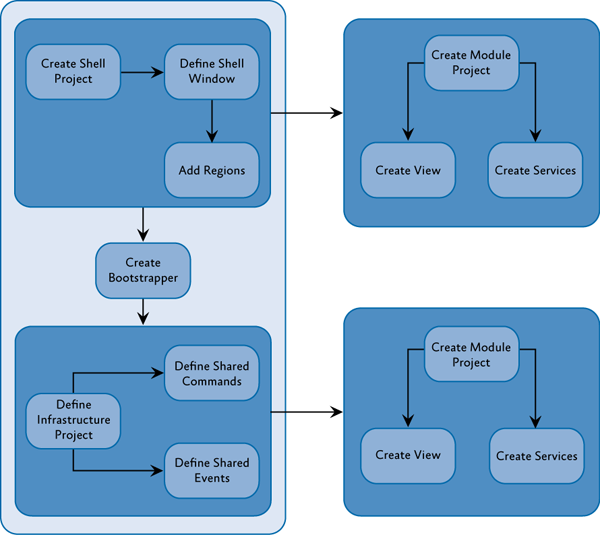 Create Shell
Project
Define Shell
Window
Add Regions
Create
Bootstrapper
Define
Infrastructure
Project
Define Shared
Commands
Define Shared
Events
Create Module
Project
Create View
Create Services
Create Module
Project
Create View
Create Services